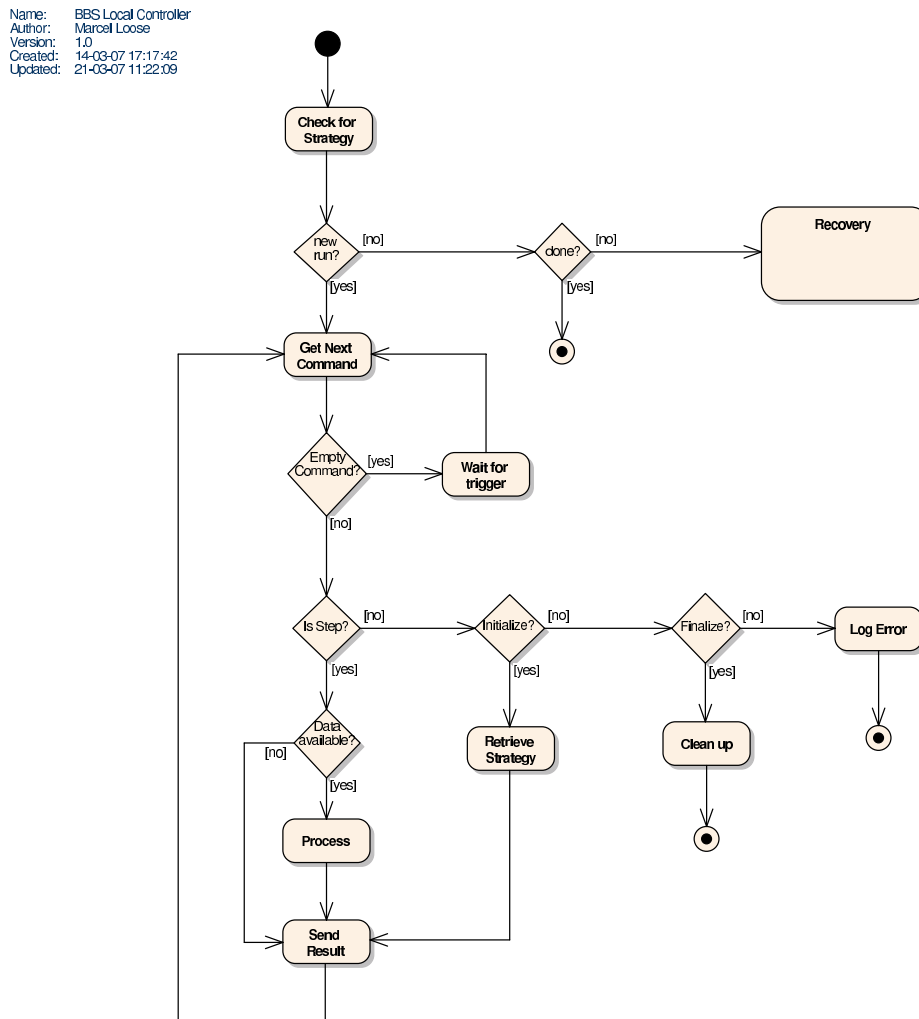 Name: BBS Local Controller
Author: Marcel Loose
Version: 1.0
Created: 14-03-07 17:17:42
Updated: 21-03-07 11:22:09
Check for
Strategy
new
run?
[no]
[yes]
done?
[no]
[yes]
Recovery
Get Next
Command
Empty
Command?
[yes]
[no]
Wait for
trigger
Is Step?
[no]
[yes]
Initialize?
[no]
[yes]
Finalize?
[no]
[yes]
Log Error
Data
available?
[no]
[yes]
Retrieve
Strategy
Clean up
Process
Send
Result